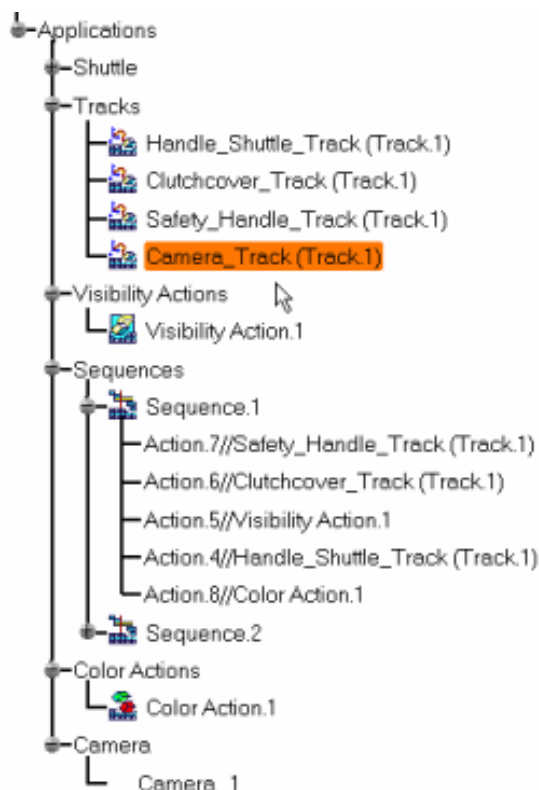 Applications
Shuttle
Tracks
Handle_Shuttle_Track (Track.1)
Clutchcover_Track (Track.1)
Safety_Handle_Track (Track.1)
Camera_Track (Track.1)
Visibility Actions
Visibility Action.1
Sequences
Sequence.1
Action.7//Safety_Handle_Track (Track.1)
Action.6//Clutchcover_Track (Track.1)
Action.5//Visibility Action.1
Action.4//Handle_Shuttle_Track (Track.1)
Action.8//Color Action.1
Sequence.2
Color Actions
Color Action.1
Camera
Camera_1